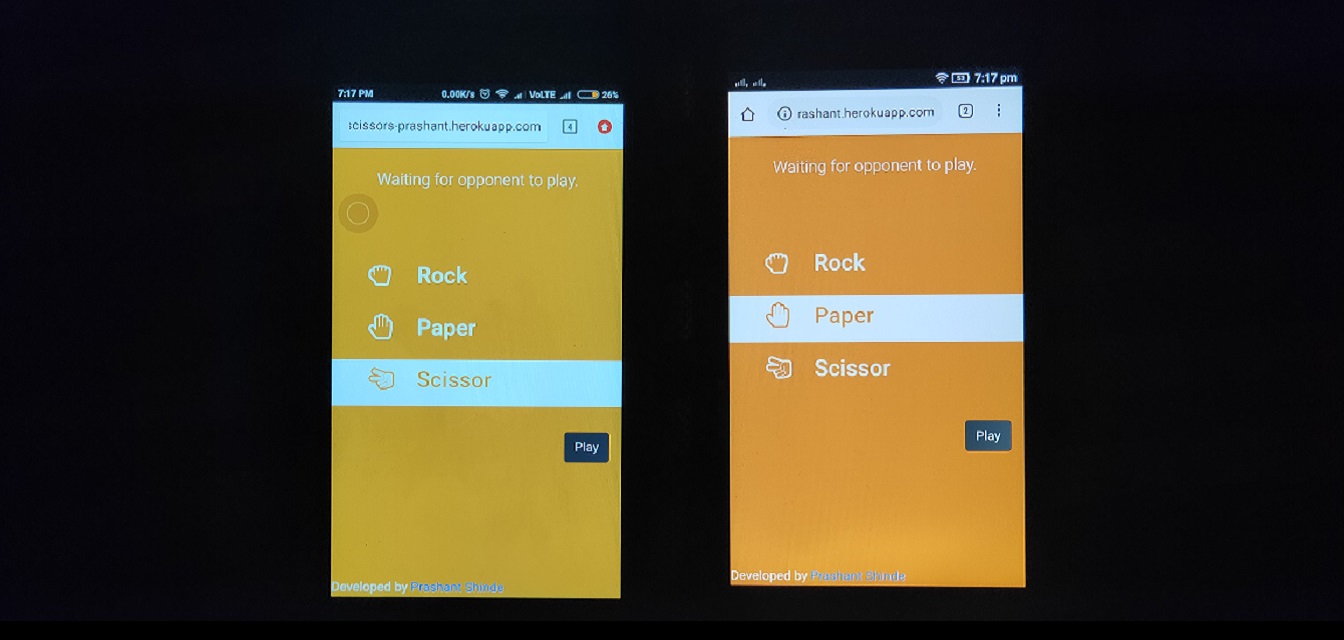 7:17 PM 0.00K/s VoLTE 26%
scissors-prashant.herokuapp.com 4
Waiting for opponent to play.
Rock
Paper
Scissor
Play
Developed by Prashant Shinde
53 7:17 pm
rashant.herokuapp.com 2
Waiting for opponent to play.
Rock
Paper
Scissor
Play
Developed by Prashant Shinde